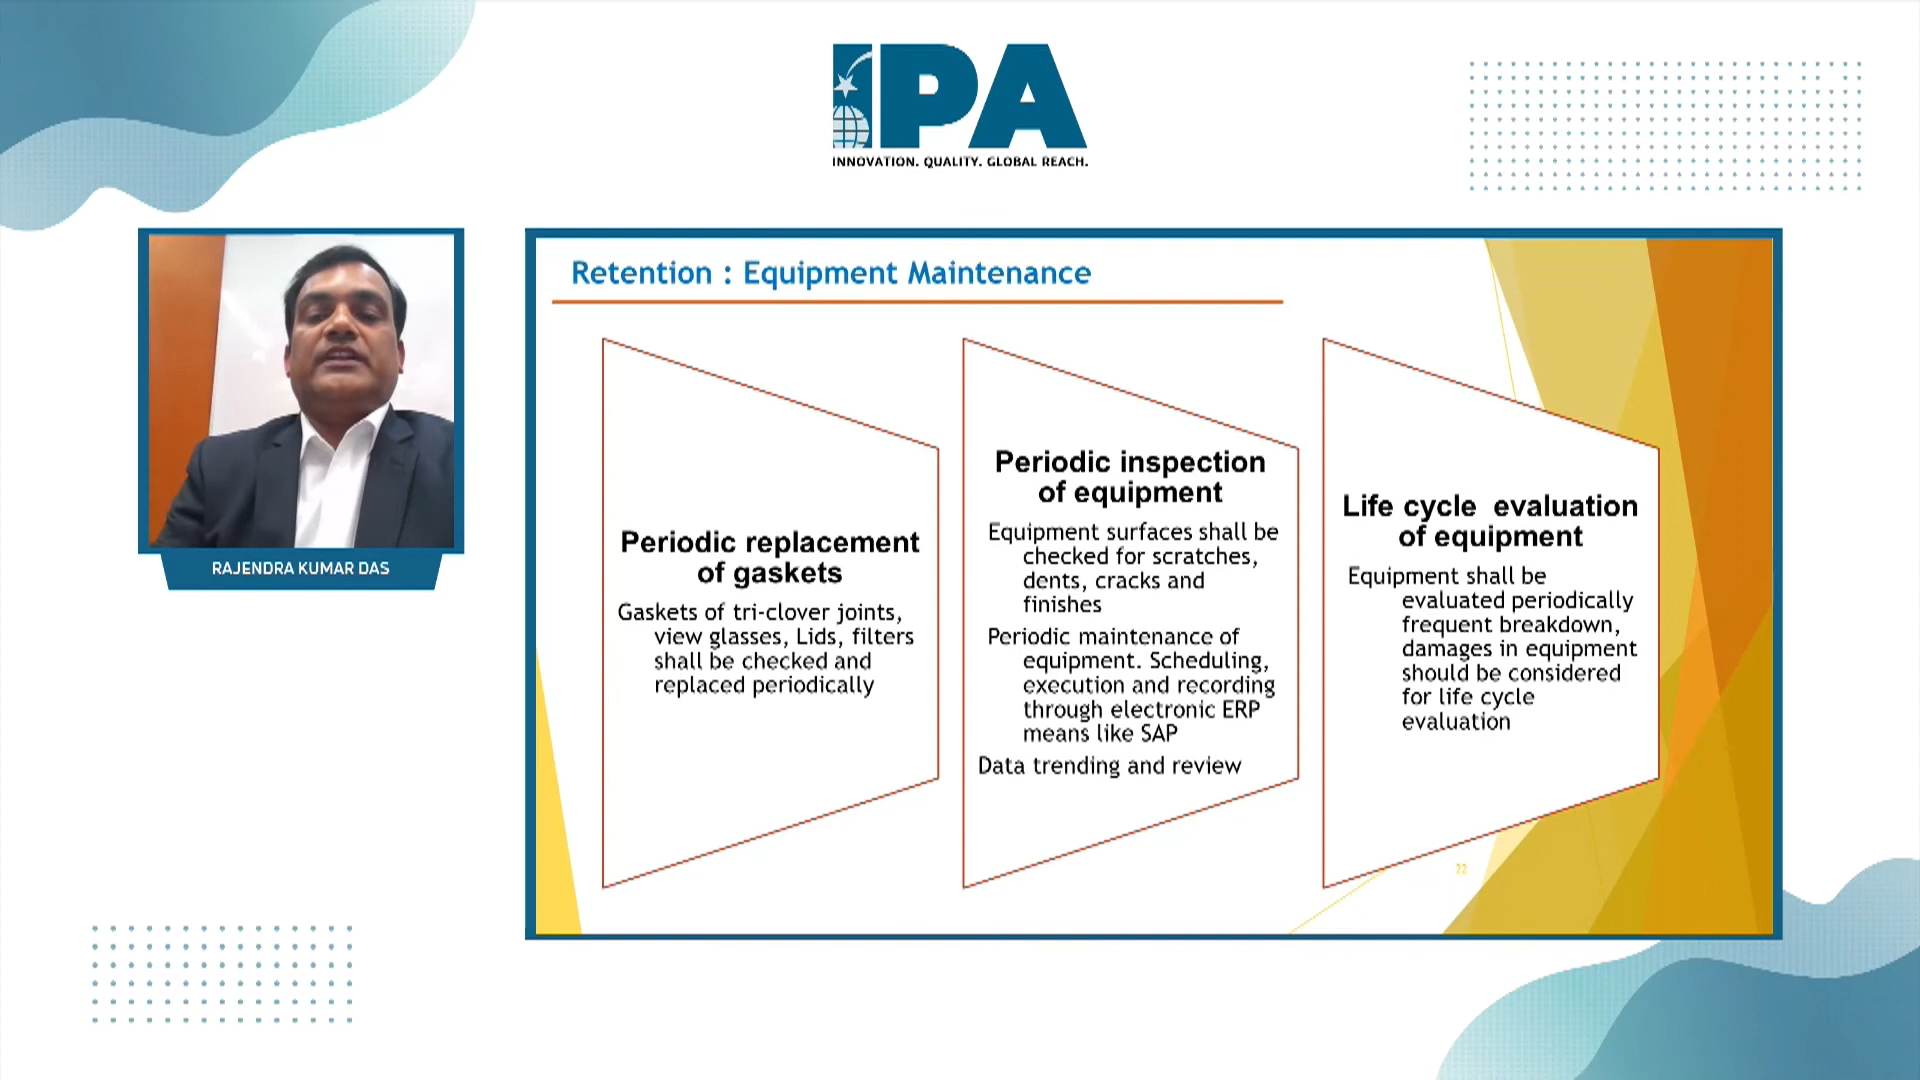 IPA
INNOVATION. QUALITY. GLOBAL REACH.
RAJENDRA KUMAR DAS
Retention : Equipment Maintenance
Periodic replacement
of gaskets
Gaskets of tri-clover joints,
view glasses, Lids, filters
shall be checked and
replaced periodically
Periodic inspection
of equipment
Equipment surfaces shall be
checked for scratches,
dents, cracks and
finishes
Periodic maintenance of
equipment. Scheduling,
execution and recording
through electronic ERP
means like SAP
Data trending and review
Life cycle evaluation
of equipment
Equipment shall be
evaluated periodically
frequent breakdown,
damages in equipment
should be considered
for life cycle
evaluation
22